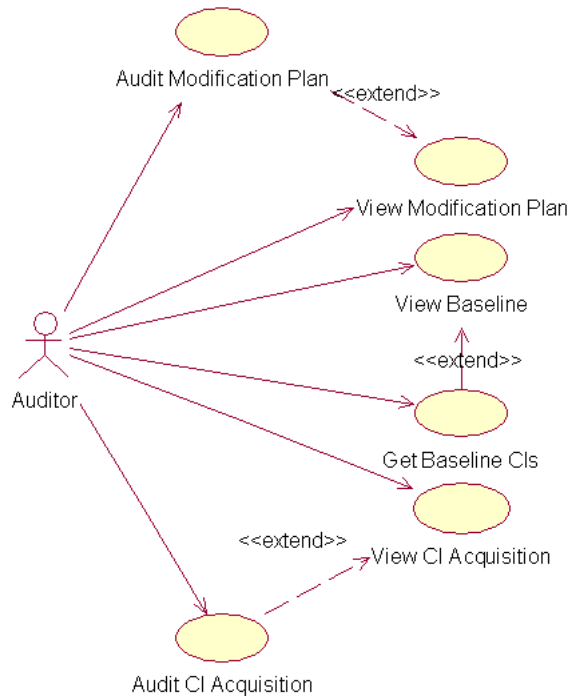 Audit Modification Plan
<<extend>>
View Modification Plan
View Baseline
<<extend>>
Auditor
Get Baseline CIs
<<extend>>
View CI Acquisition
Audit CI Acquisition